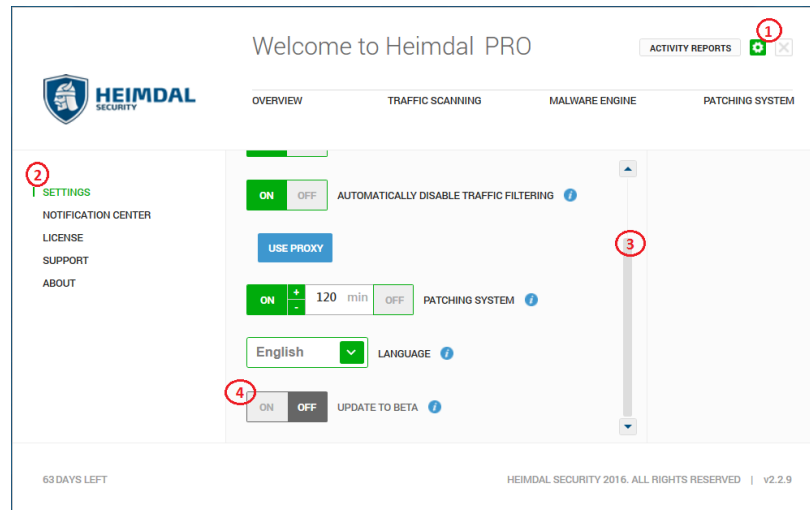 1
Welcome to Heimdal PRO
ACTIVITY REPORTS
HEIMDAL
SECURITY
OVERVIEW TRAFFIC SCANNING MALWARE ENGINE PATCHING SYSTEM
2
SETTINGS
NOTIFICATION CENTER
LICENSE
SUPPORT
ABOUT
ON OFF AUTOMATICALLY DISABLE TRAFFIC FILTERING i
USE PROXY
3
ON + - 120 min OFF PATCHING SYSTEM i
English LANGUAGE i
4
ON OFF UPDATE TO BETA i
63 DAYS LEFT
HEIMDAL SECURITY 2016. ALL RIGHTS RESERVED | v2.2.9